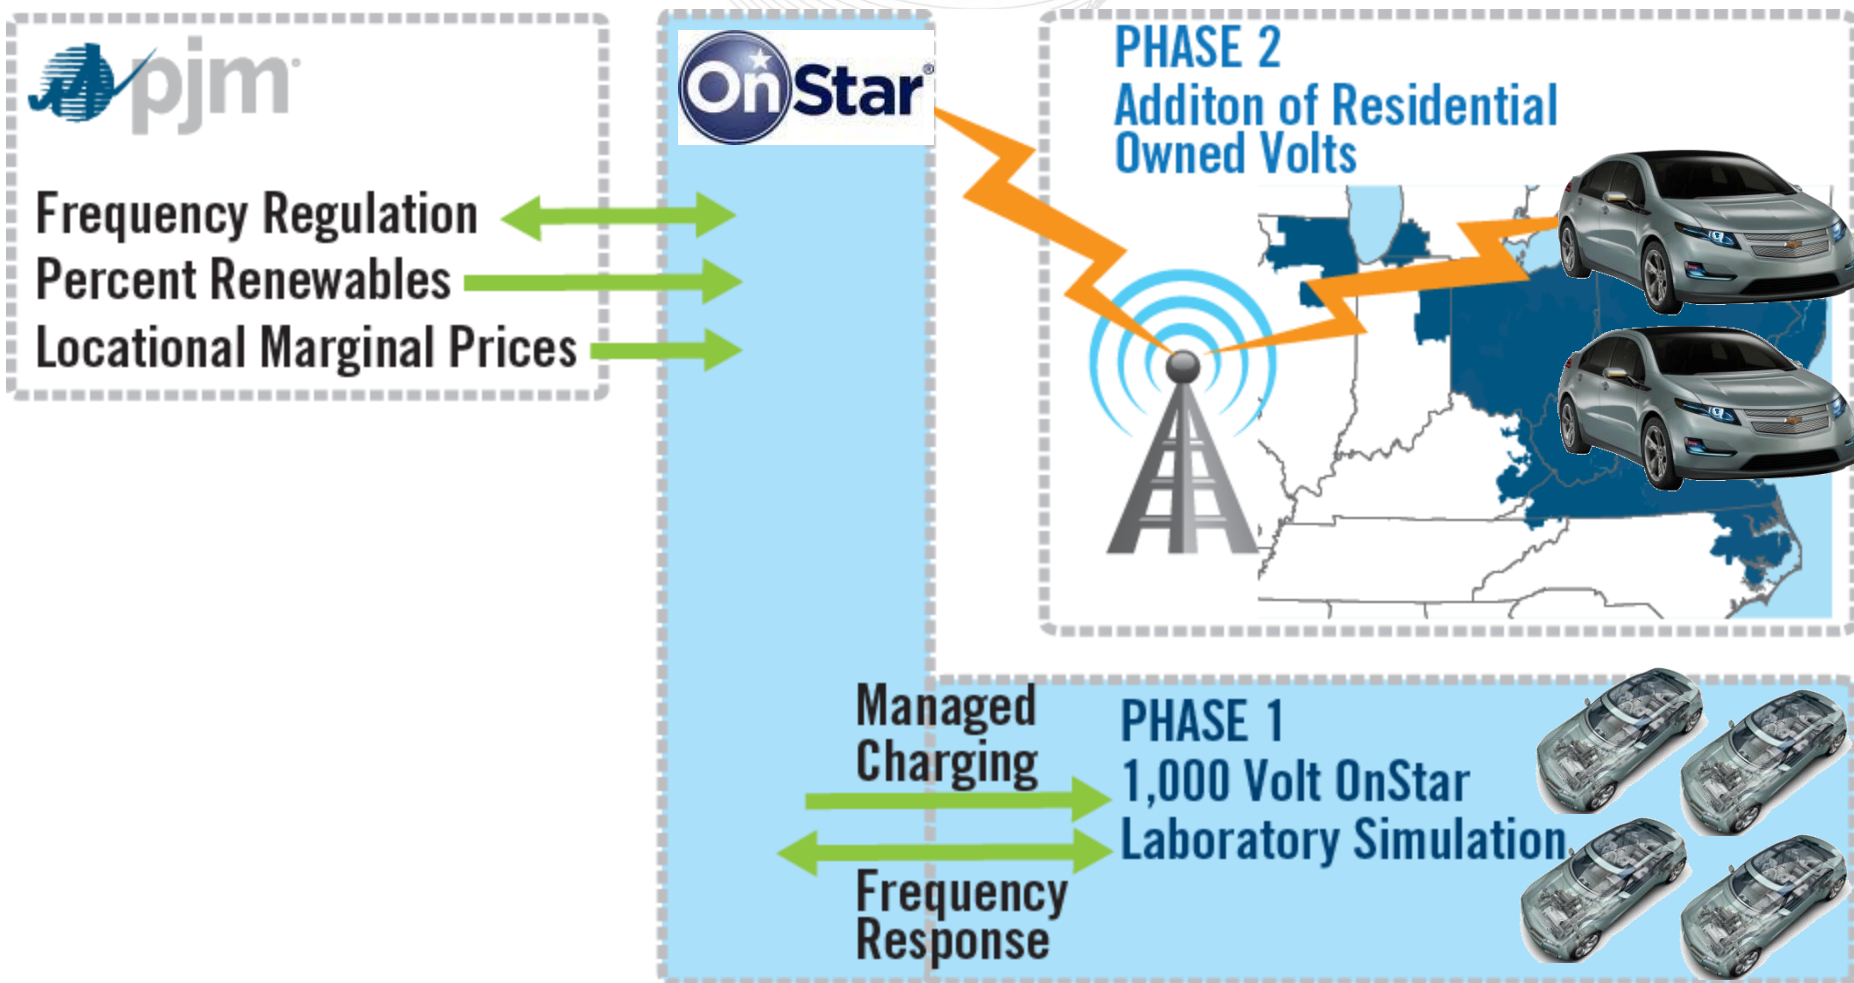 pjm
Frequency Regulation
Percent Renewables
Locational Marginal Prices
OnStar®
PHASE 2
Additon of Residential
Owned Volts
Managed
Charging
Frequency
Response
PHASE 1
1,000 Volt OnStar
Laboratory Simulation